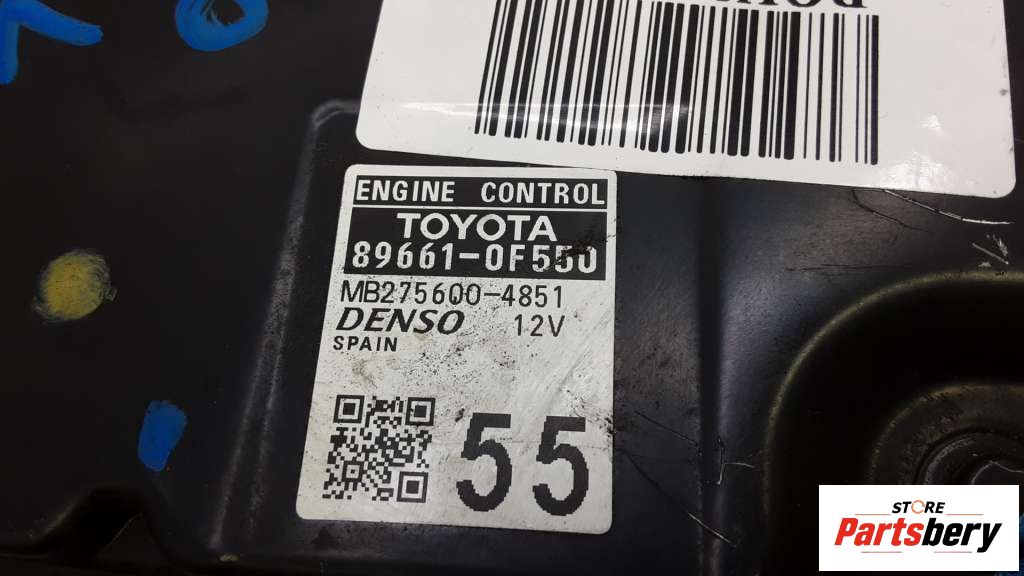 ENGINE CONTROL
TOYOTA
89661-0F550
MB275600-4851
DENSO 12V
SPAIN
55
STORE
Partsbery